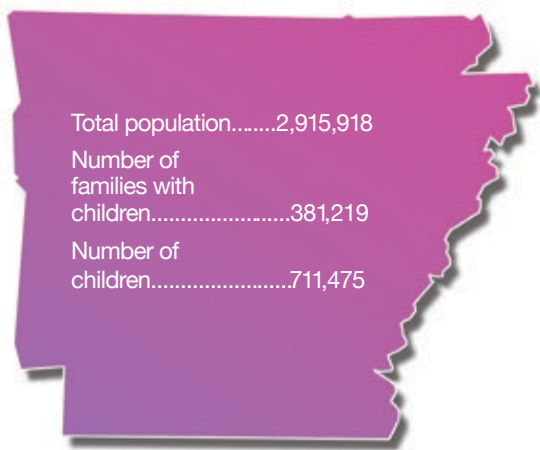 Total population........2,915,918
Number of
families with
children.......................381,219
Number of
children.......................711,475